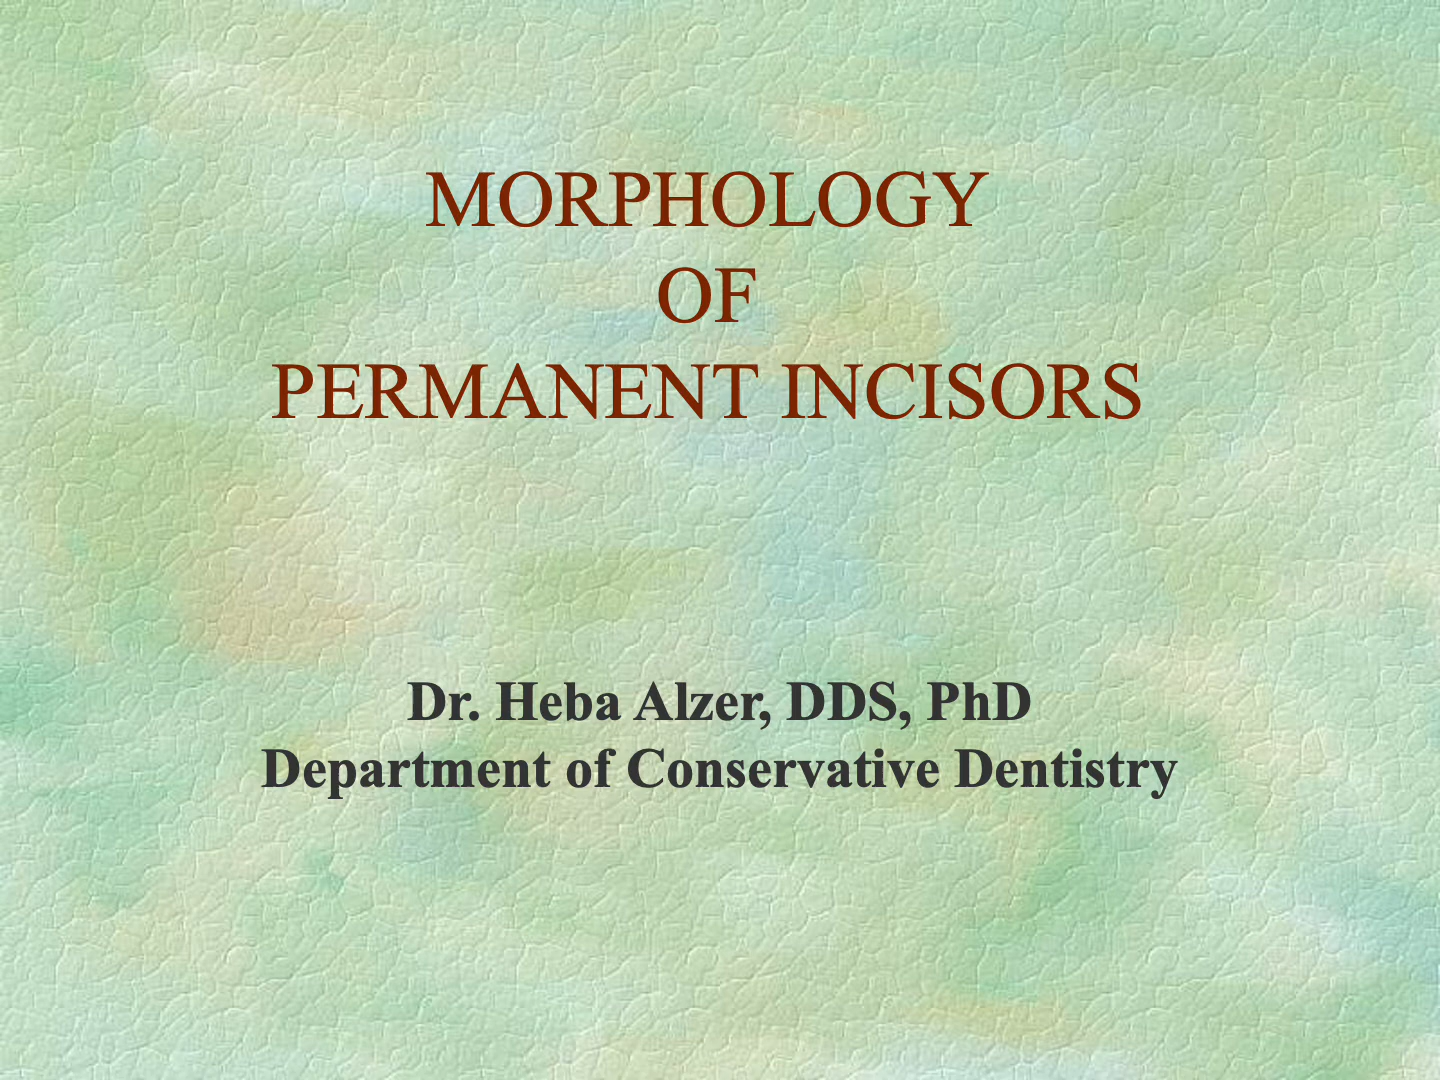 MORPHOLOGY
OF
PERMANENT INCISORS
Dr. Heba Alzer, DDS, PhD
Department of Conservative Dentistry